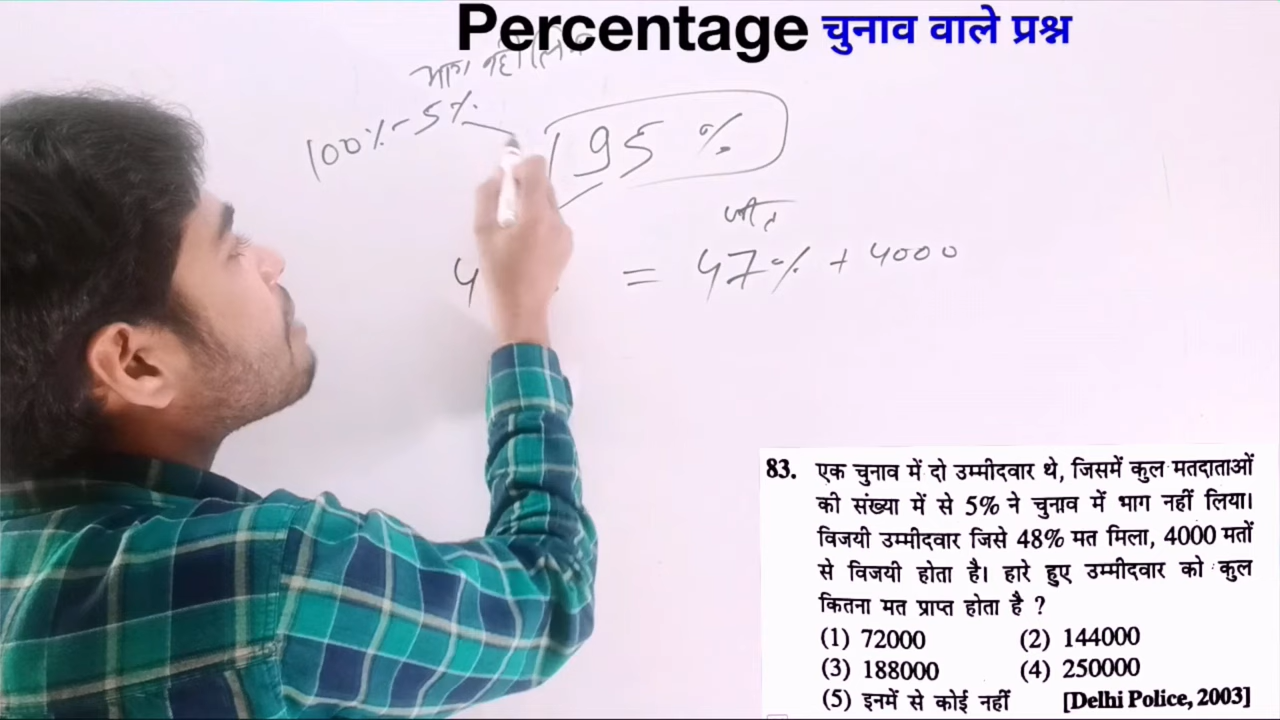 Percentage चुनाव वाले प्रश्न
भाग नहीं
100% - 5%
95 %
जीत
= 47% + 4000
83. एक चुनाव में दो उम्मीदवार थे, जिसमें कुल मतदाताओं
की संख्या में से 5% ने चुनाव में भाग नहीं लिया।
विजयी उम्मीदवार जिसे 48% मत मिला, 4000 मतों
से विजयी होता है। हारे हुए उम्मीदवार को कुल
कितना मत प्राप्त होता है ?
(1) 72000 (2) 144000
(3) 188000 (4) 250000
(5) इनमें से कोई नहीं [Delhi Police, 2003]